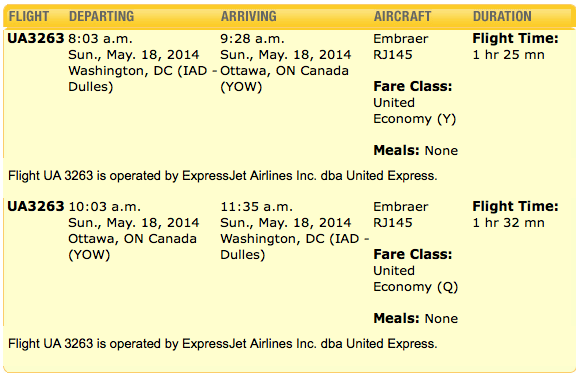 FLIGHT DEPARTING ARRIVING AIRCRAFT DURATION
UA3263 8:03 a.m. 9:28 a.m. Embraer Flight Time:
Sun., May. 18, 2014 Sun., May. 18, 2014 RJ145 1 hr 25 mn
Washington, DC (IAD - Ottawa, ON Canada
Dulles) (YOW) Fare Class:
United
Economy (Y)
Meals: None
Flight UA 3263 is operated by ExpressJet Airlines Inc. dba United Express.
UA3263 10:03 a.m. 11:35 a.m. Embraer Flight Time:
Sun., May. 18, 2014 Sun., May. 18, 2014 RJ145 1 hr 32 mn
Ottawa, ON Canada Washington, DC (IAD -
(YOW) Dulles) Fare Class:
United
Economy (Q)
Meals: None
Flight UA 3263 is operated by ExpressJet Airlines Inc. dba United Express.